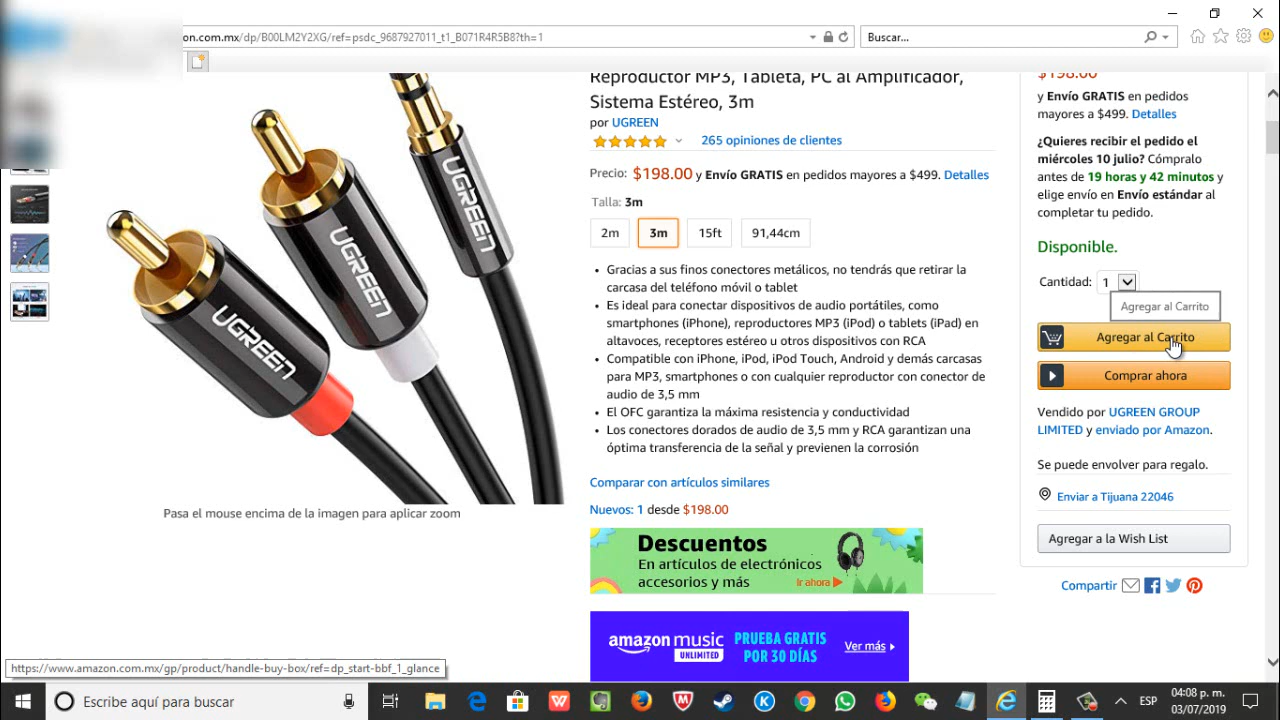 on.com.mx/dp/B00LM2Y2XG/ref=psdc_9687927011_t1_B071R4R5B8?th=1
Buscar...
Reproductor MP3, Tableta, PC al Amplificador,
Sistema Estéreo, 3m
por UGREEN
265 opiniones de clientes
Precio: $198.00 y Envío GRATIS en pedidos mayores a $499. Detalles
Talla: 3m
2m
3m
15ft
91,44cm
• Gracias a sus finos conectores metálicos, no tendrás que retirar la
carcasa del teléfono móvil o tablet
• Es ideal para conectar dispositivos de audio portátiles, como
smartphones (iPhone), reproductores MP3 (iPod) o tablets (iPad) en
altavoces, receptores estéreo u otros dispositivos con RCA
• Compatible con iPhone, iPod, iPod Touch, Android y demás carcasas
para MP3, smartphones o con cualquier reproductor con conector de
audio de 3,5 mm
• El OFC garantiza la máxima resistencia y conductividad
• Los conectores dorados de audio de 3,5 mm y RCA garantizan una
óptima transferencia de la señal y previenen la corrosión
Comparar con artículos similares
Nuevos: 1 desde $198.00
Descuentos
En artículos de electrónicos
accesorios y más
Ir ahora
amazon music
UNLIMITED
PRUEBA GRATIS
POR 30 DÍAS
Ver más
UGREEN
UGREEN
UGREEN
Pasa el mouse encima de la imagen para aplicar zoom
$198.00
y Envío GRATIS en pedidos
mayores a $499. Detalles
¿Quieres recibir el pedido el
miércoles 10 julio? Cómpralo
antes de 19 horas y 42 minutos y
elige envío en Envío estándar al
completar tu pedido.
Disponible.
Cantidad: 1
Agregar al Carrito
Agregar al Carrito
Comprar ahora
Vendido por UGREEN GROUP
LIMITED y enviado por Amazon.
Se puede envolver para regalo.
Enviar a Tijuana 22046
Agregar a la Wish List
Compartir
https://www.amazon.com.mx/gp/product/handle-buy-box/ref=dp_start-bbf_1_glance
Escribe aquí para buscar
ESP
04:08 p. m.
03/07/2019